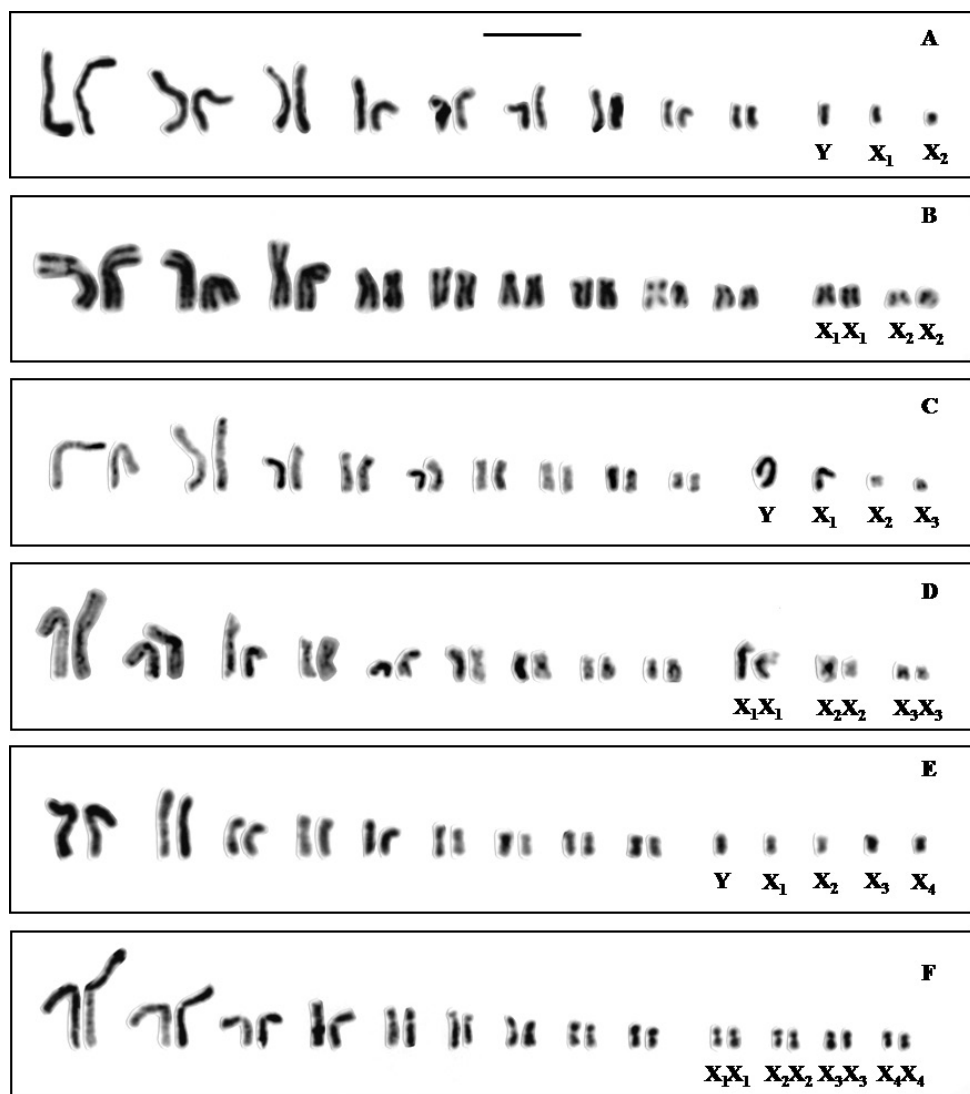 A
Y X₁ X₂
B
X₁X₁ X₂X₂
C
Y X₁ X₂ X₃
D
X₁X₁ X₂X₂ X₃X₃
E
Y X₁ X₂ X₃ X₄
F
X₁X₁ X₂X₂ X₃X₃ X₄X₄